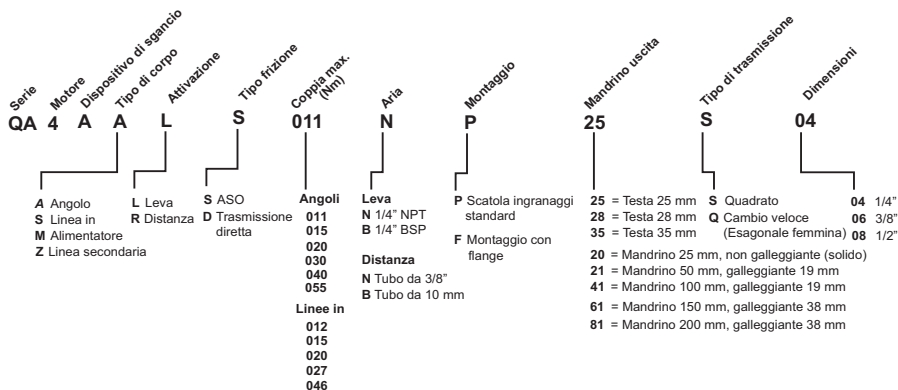 Serie
Motore
Dispositivo di sgancio
Tipo di corpo
Attivazione
Tipo frizione
Coppia max.
(Nm)
Aria
Montaggio
Mandrino uscita
Tipo di trasmissione
Dimensioni
QA 4 A A L S 011 N P 25 S 04
A Angolo
S Linea in
M Alimentatore
Z Linea secondaria
L Leva
R Distanza
S ASO
D Trasmissione
diretta
Angoli
011
015
020
030
040
055
Linee in
012
015
020
027
046
Leva
N 1/4” NPT
B 1/4” BSP
Distanza
N Tubo da 3/8”
B Tubo da 10 mm
P Scatola ingranaggi
standard
F Montaggio con
flange
25 = Testa 25 mm
28 = Testa 28 mm
35 = Testa 35 mm
20 = Mandrino 25 mm, non galleggiante (solido)
21 = Mandrino 50 mm, galleggiante 19 mm
41 = Mandrino 100 mm, galleggiante 19 mm
61 = Mandrino 150 mm, galleggiante 38 mm
81 = Mandrino 200 mm, galleggiante 38 mm
S Quadrato
Q Cambio veloce
(Esagonale femmina)
04 1/4”
06 3/8”
08 1/2”